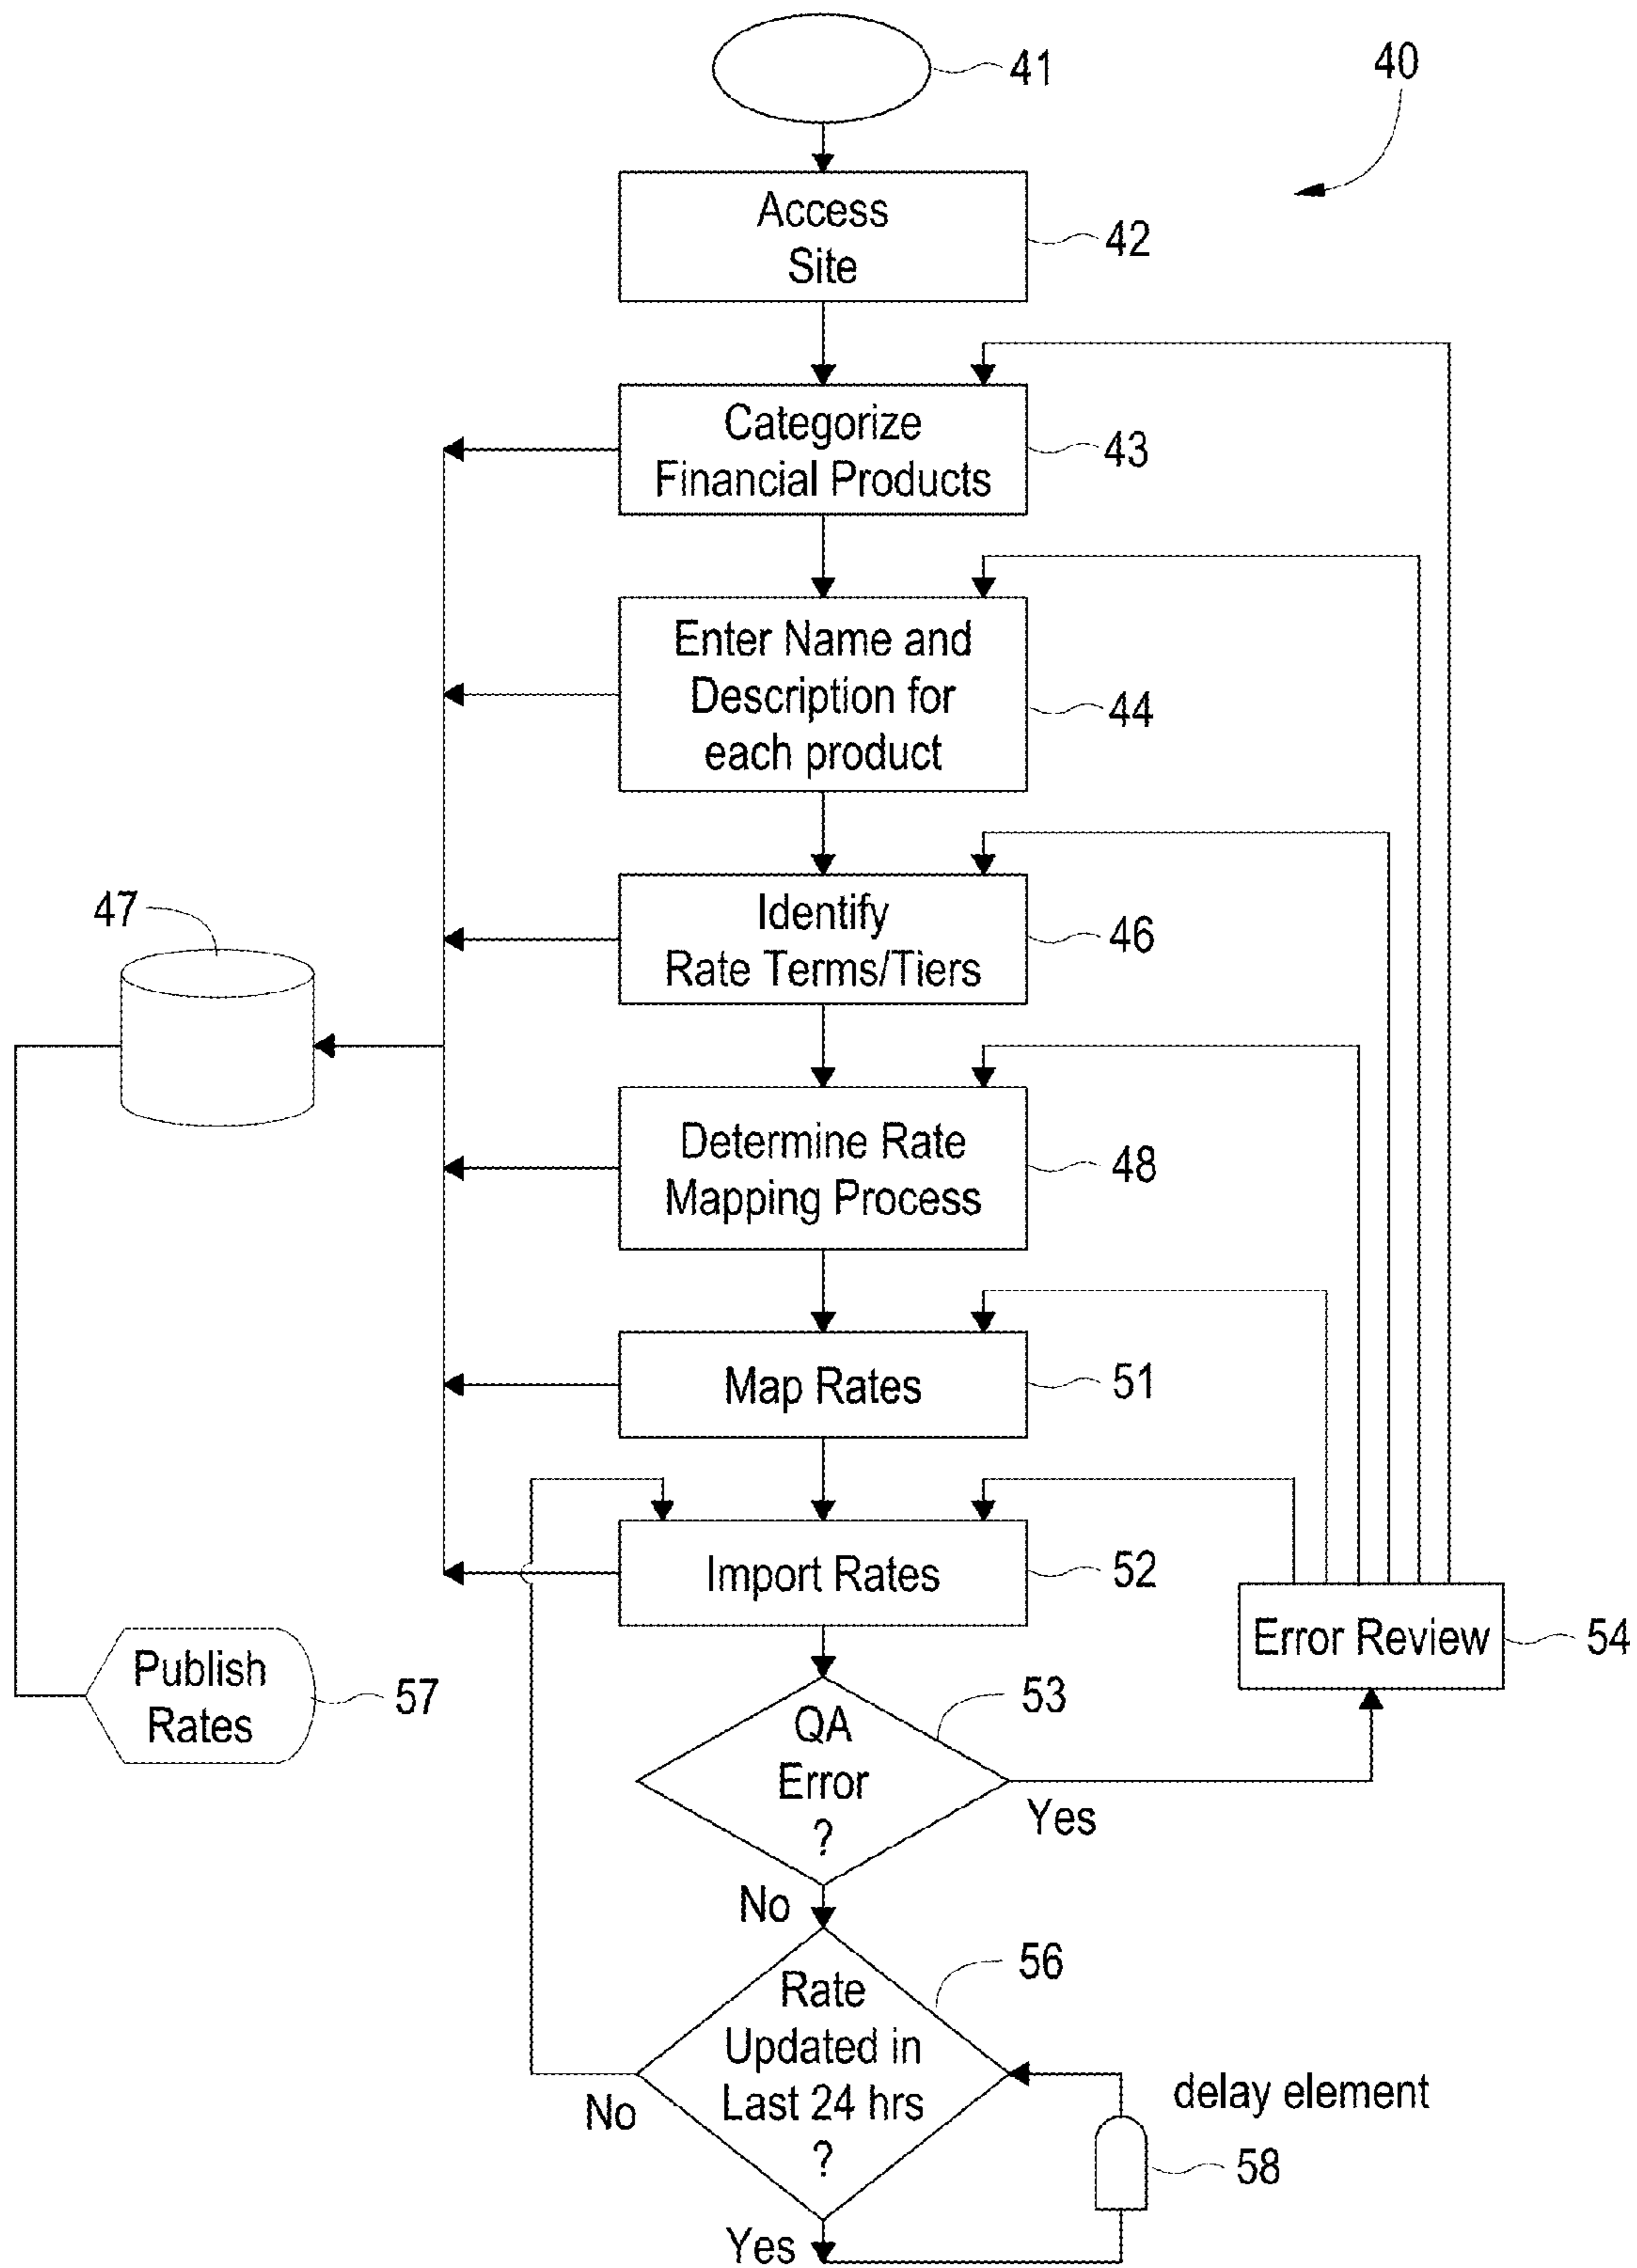 41
40
Access
Site
42
Categorize
Financial Products
43
Enter Name and
Description for
each product
44
47
Identify
Rate Terms/Tiers
46
Determine Rate
Mapping Process
48
Map Rates
51
Import Rates
52
Error Review
54
Publish
Rates
57
QA
Error
?
53
Yes
No
Rate
Updated in
Last 24 hrs
?
56
No
delay element
58
Yes